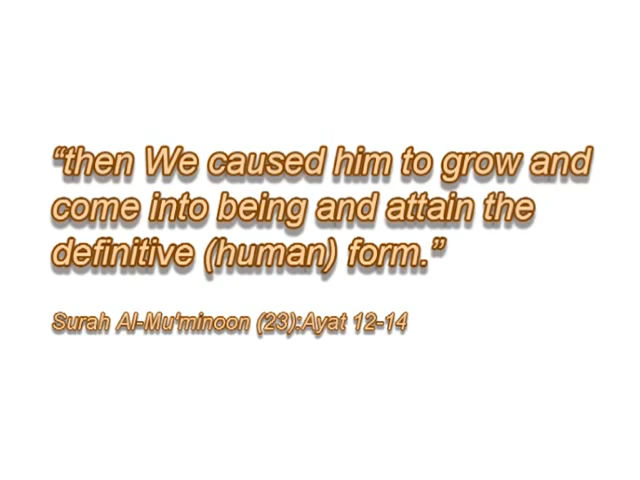 “then We caused him to grow and
come into being and attain the
definitive (human) form.”
Surah Al-Mu'minoon (23):Ayat 12-14